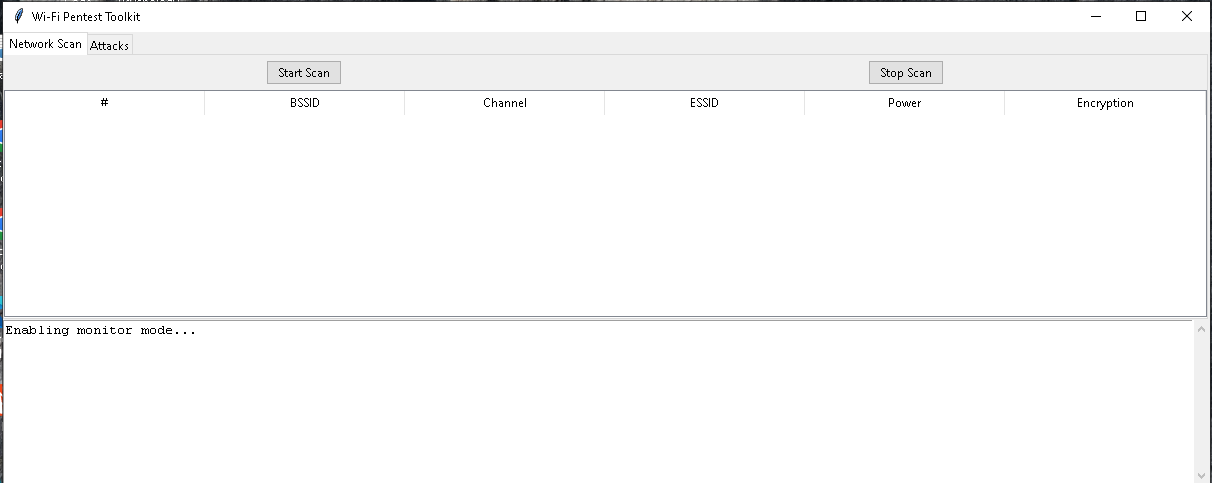 Wi-Fi Pentest Toolkit
Network Scan Attacks
Start Scan Stop Scan
# BSSID Channel ESSID Power Encryption
Enabling monitor mode...